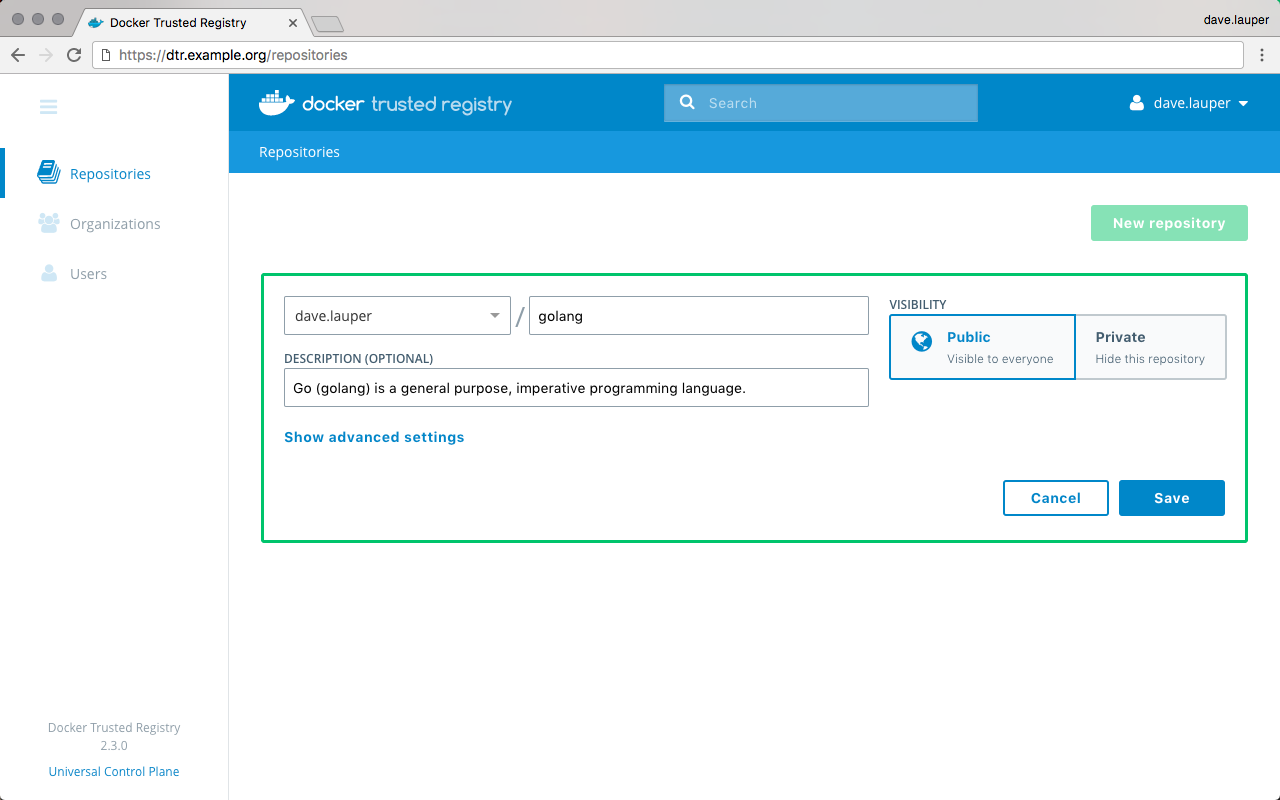 Docker Trusted Registry
dave.lauper
https://dtr.example.org/repositories
docker trusted registry
Search
dave.lauper
Repositories
Repositories
Organizations
Users
New repository
dave.lauper / golang
VISIBILITY
Public
Visible to everyone
Private
Hide this repository
DESCRIPTION (OPTIONAL)
Go (golang) is a general purpose, imperative programming language.
Show advanced settings
Cancel
Save
Docker Trusted Registry
2.3.0
Universal Control Plane